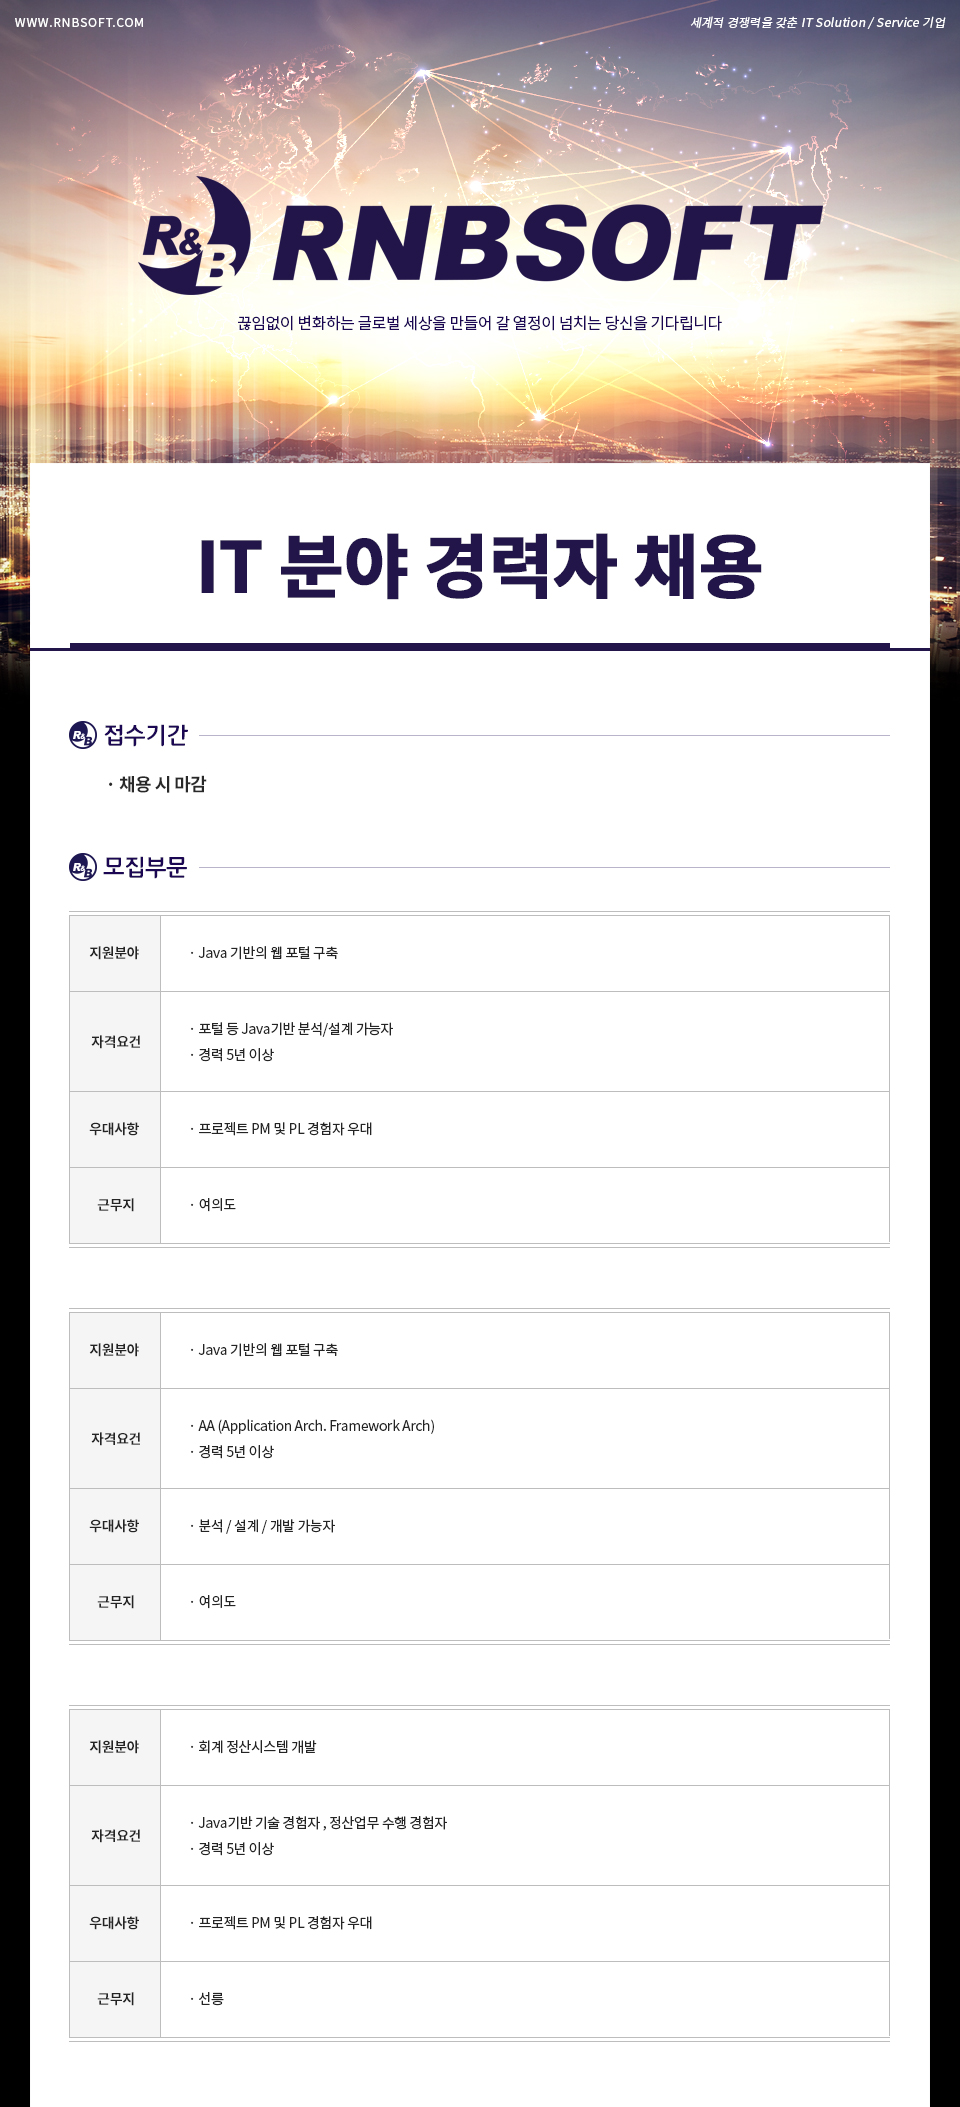 WWW.RNBSOFT.COM
세계적 경쟁력을 갖춘 IT Solution / Service 기업
R&B RNBSOFT
끊임없이 변화하는 글로벌 세상을 만들어 갈 열정이 넘치는 당신을 기다립니다
IT 분야 경력자 채용
R&B 접수기간
· 채용 시 마감
R&B 모집부문
지원분야
· Java 기반의 웹 포털 구축
자격요건
· 포털 등 Java기반 분석/설계 가능자
· 경력 5년 이상
우대사항
· 프로젝트 PM 및 PL 경험자 우대
근무지
· 여의도
지원분야
· Java 기반의 웹 포털 구축
자격요건
· AA (Application Arch. Framework Arch)
· 경력 5년 이상
우대사항
· 분석 / 설계 / 개발 가능자
근무지
· 여의도
지원분야
· 회계 정산시스템 개발
자격요건
· Java기반 기술 경험자 , 정산업무 수행 경험자
· 경력 5년 이상
우대사항
· 프로젝트 PM 및 PL 경험자 우대
근무지
· 선릉